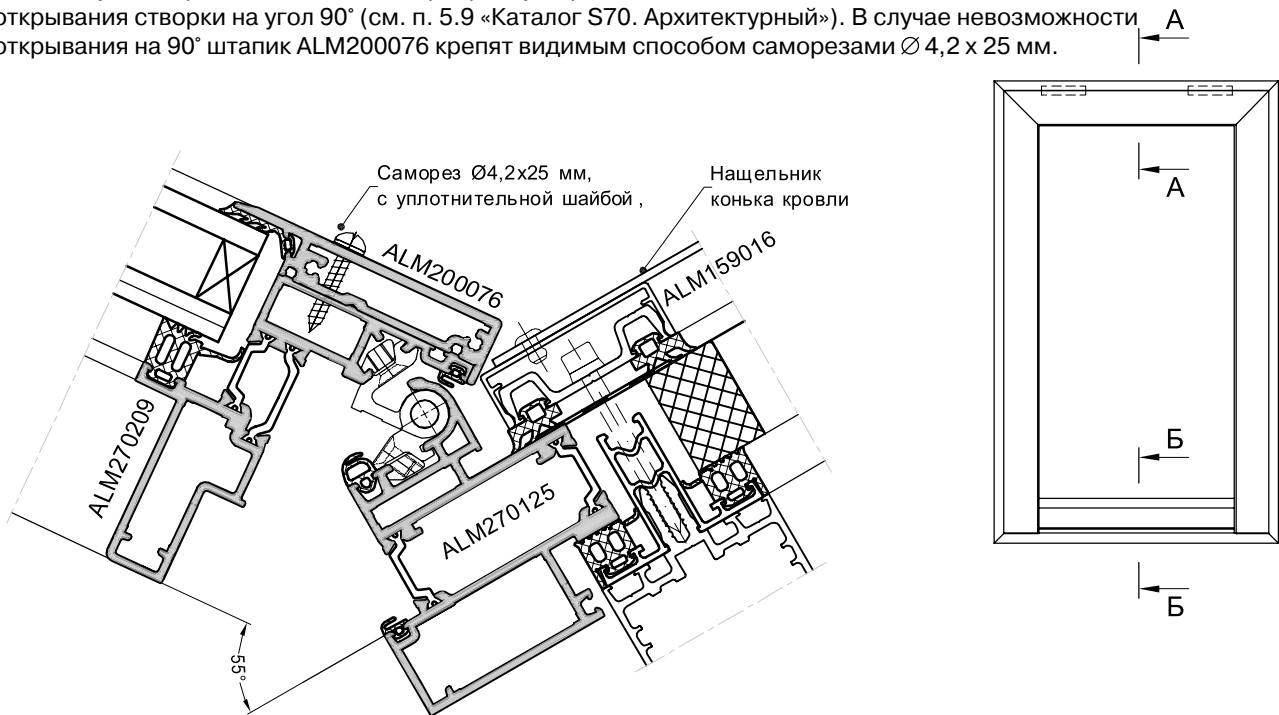 открывания створки на угол 90° (см. п. 5.9 «Каталог S70. Архитектурный»). В случае невозможности
открывания на 90° штапик ALM200076 крепят видимым способом саморезами ∅ 4,2 x 25 мм.
А
Саморез Ø4,2x25 мм,
с уплотнительной шайбой ,
Нащельник
конька кровли
А
ALM200076
ALM159016
ALM270209
ALM270125
Б
Б
55°